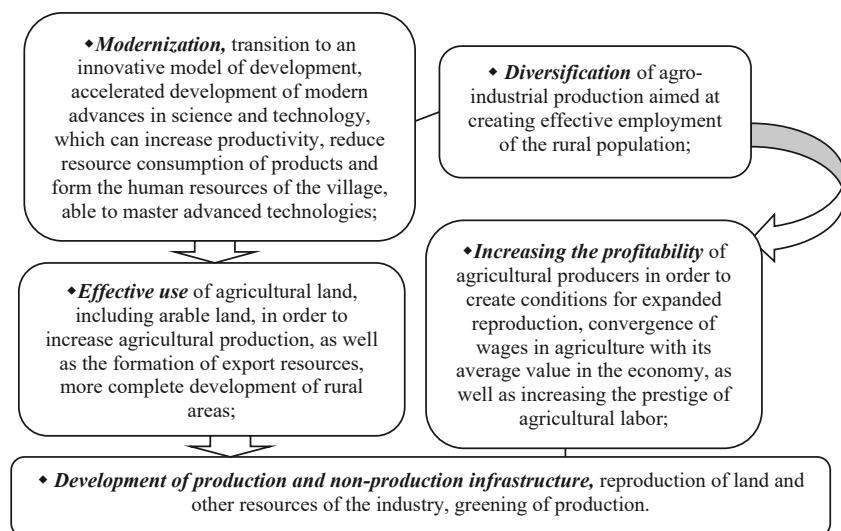 ◆Modernization, transition to an
innovative model of development,
accelerated development of modern
advances in science and technology,
which can increase productivity, reduce
resource consumption of products and
form the human resources of the village,
able to master advanced technologies;
◆ Diversification of agro-
industrial production aimed at
creating effective employment
of the rural population;
◆Effective use of agricultural land,
including arable land, in order to
increase agricultural production, as well
as the formation of export resources,
more complete development of rural
areas;
◆Increasing the profitability of
agricultural producers in order to
create conditions for expanded
reproduction, convergence of
wages in agriculture with its
average value in the economy, as
well as increasing the prestige of
agricultural labor;
◆ Development of production and non-production infrastructure, reproduction of land and
other resources of the industry, greening of production.